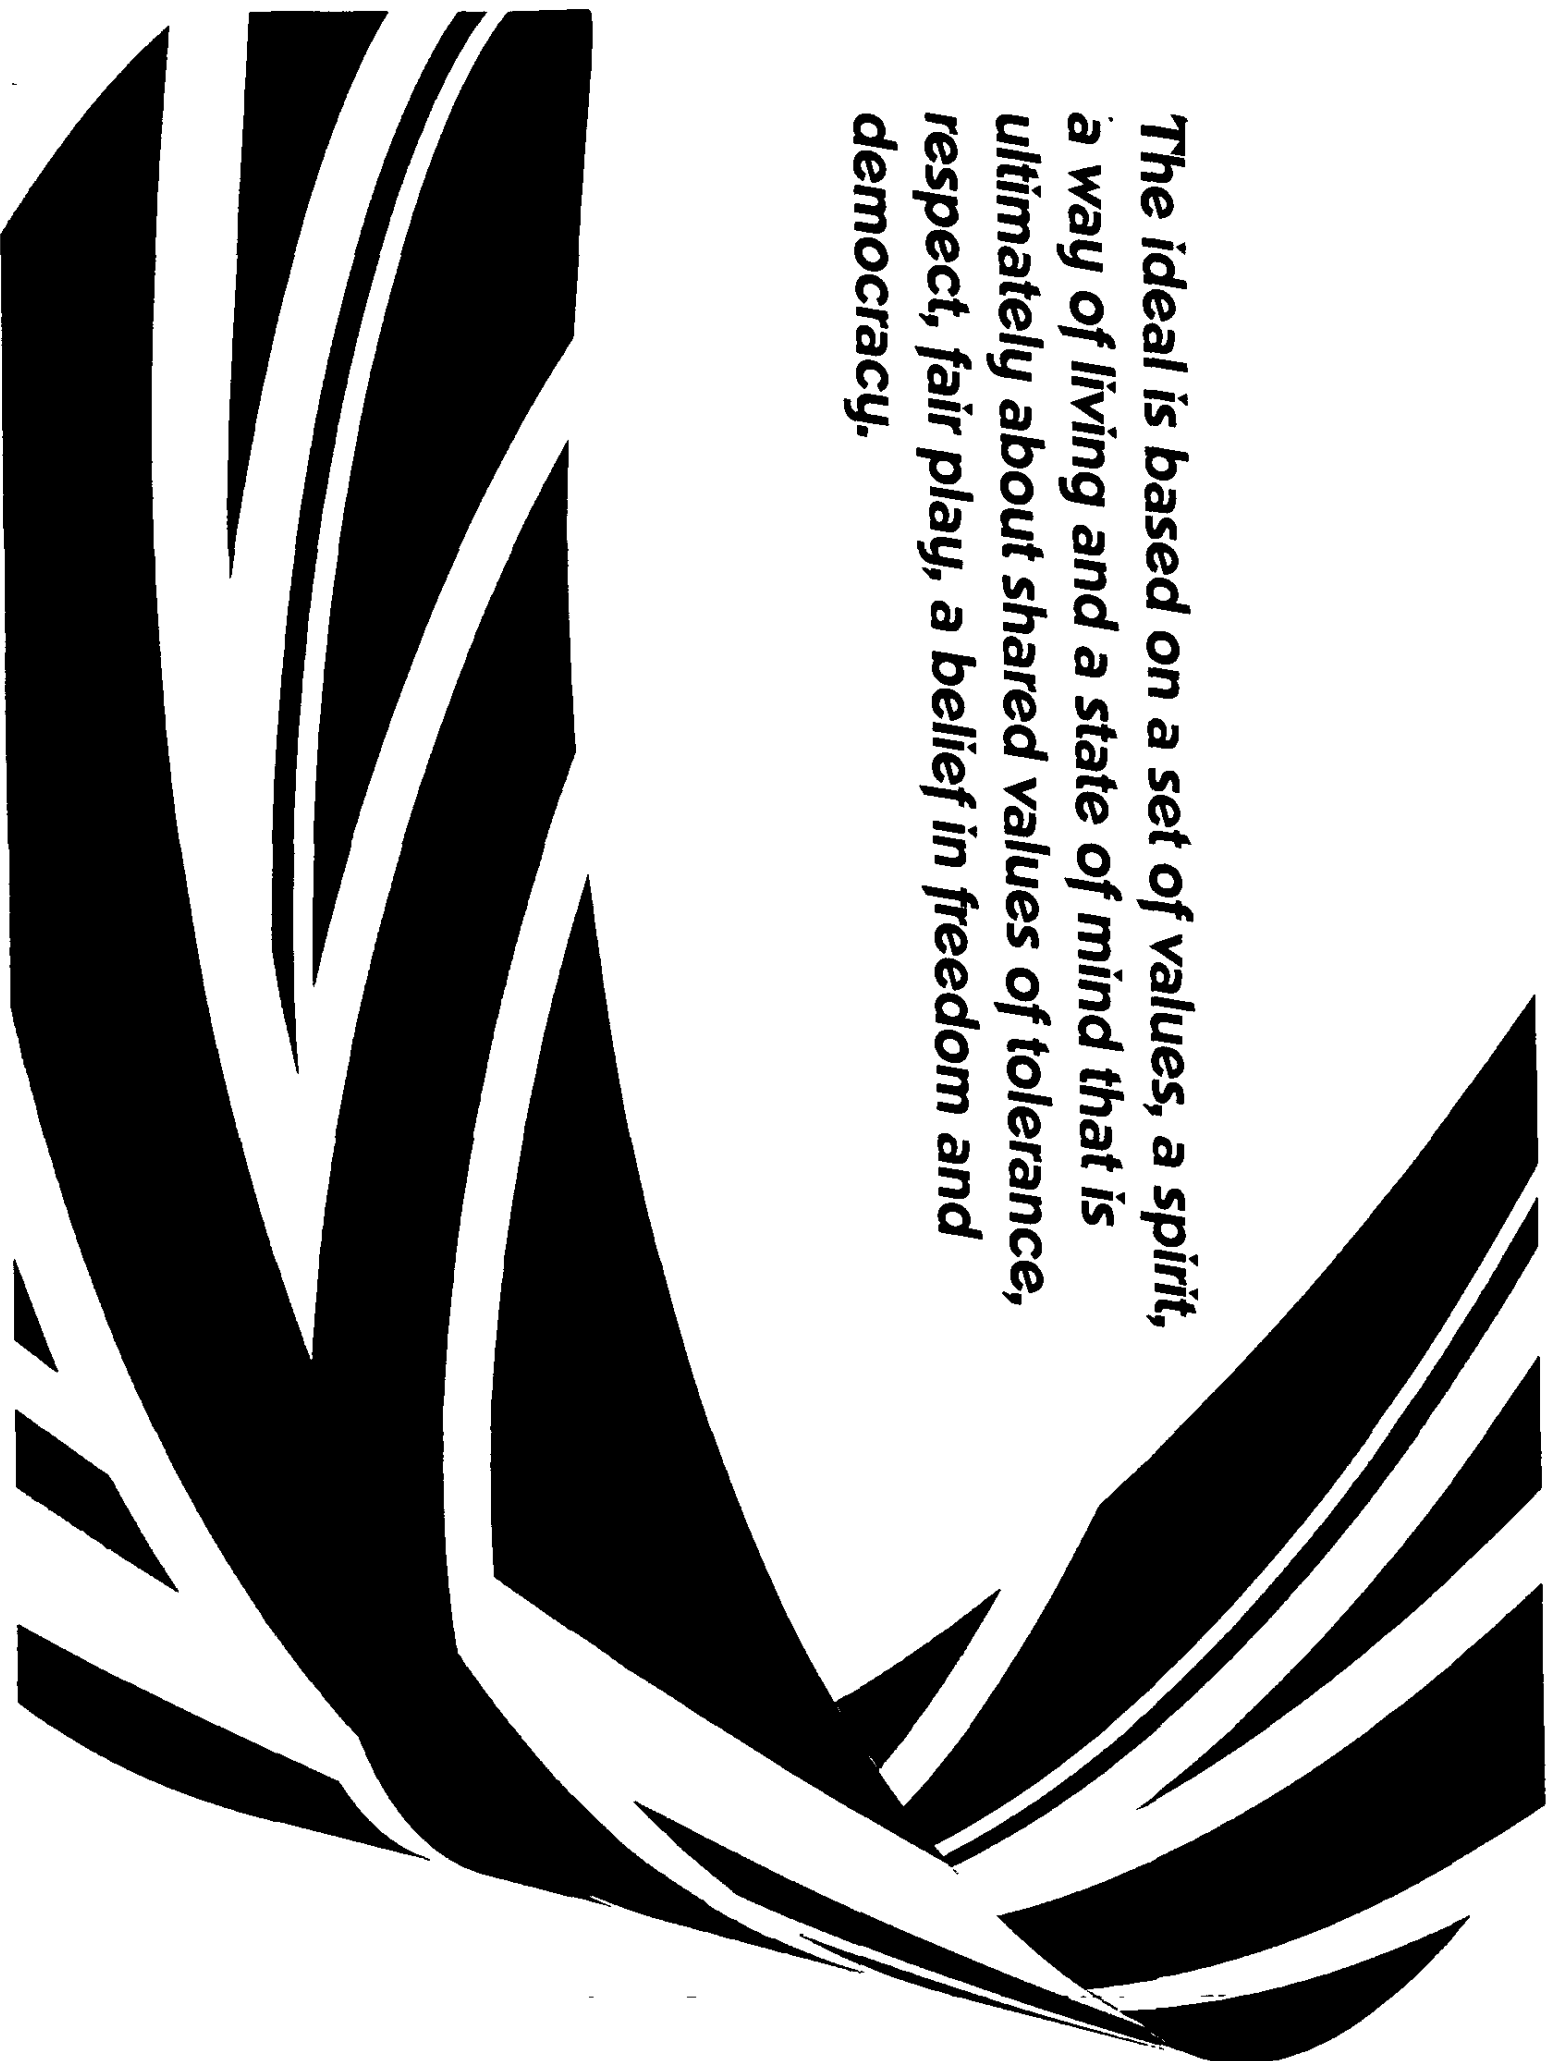 The ideal is based on a set of values, a spirit,
a way of living and a state of mind that is
ultimately about shared values of tolerance,
respect, fair play, a belief in freedom and
democracy.